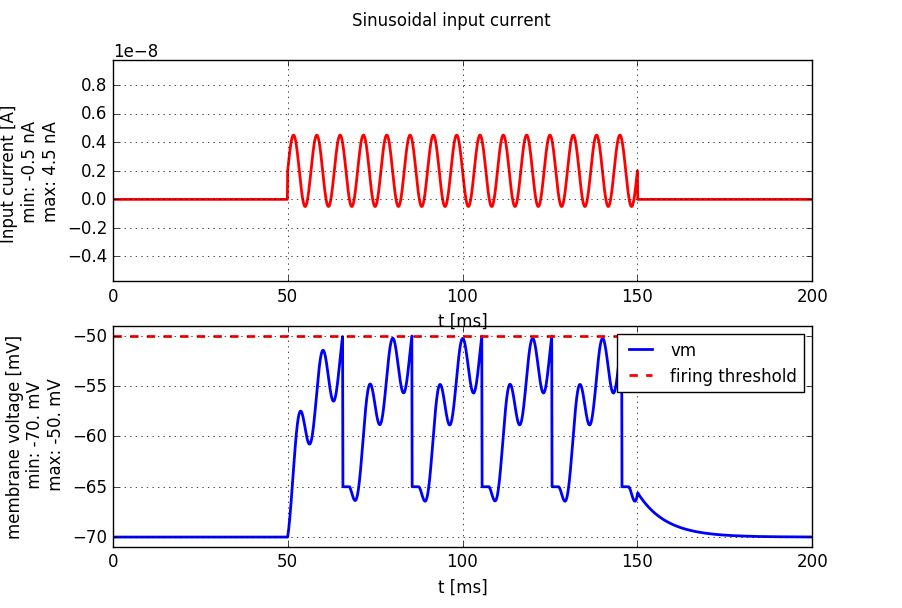 Sinusoidal input current
1e−8
Input current [A]
min: -0.5 nA
max: 4.5 nA
0.8
0.6
0.4
0.2
0.0
−0.2
−0.4
0 50 100 150 200
t [ms]
membrane voltage [mV]
min: -70. mV
max: -50. mV
−50
−55
−60
−65
−70
vm
firing threshold
0 50 100 150 200
t [ms]